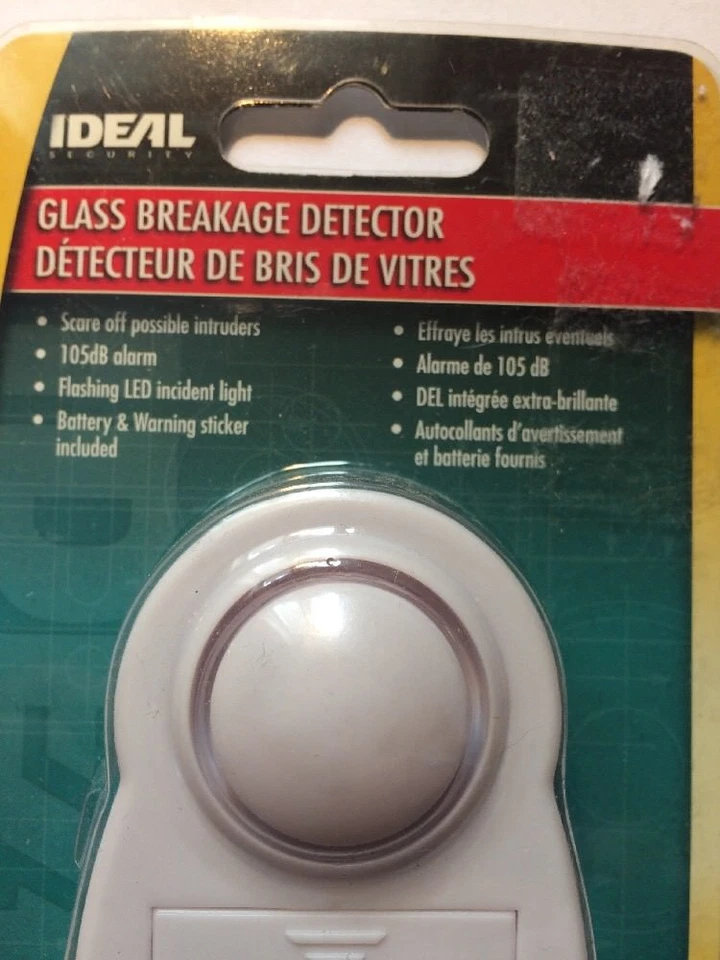 IDEAL
SECURITY
GLASS BREAKAGE DETECTOR
DÉTECTEUR DE BRIS DE VITRES
• Scare off possible intruders
• 105dB alarm
• Flashing LED incident light
• Battery & Warning sticker
included
• Effraye les intrus éventuels
• Alarme de 105 dB
• DEL intégrée extra-brillante
• Autocollants d'avertissement
et batterie fournis